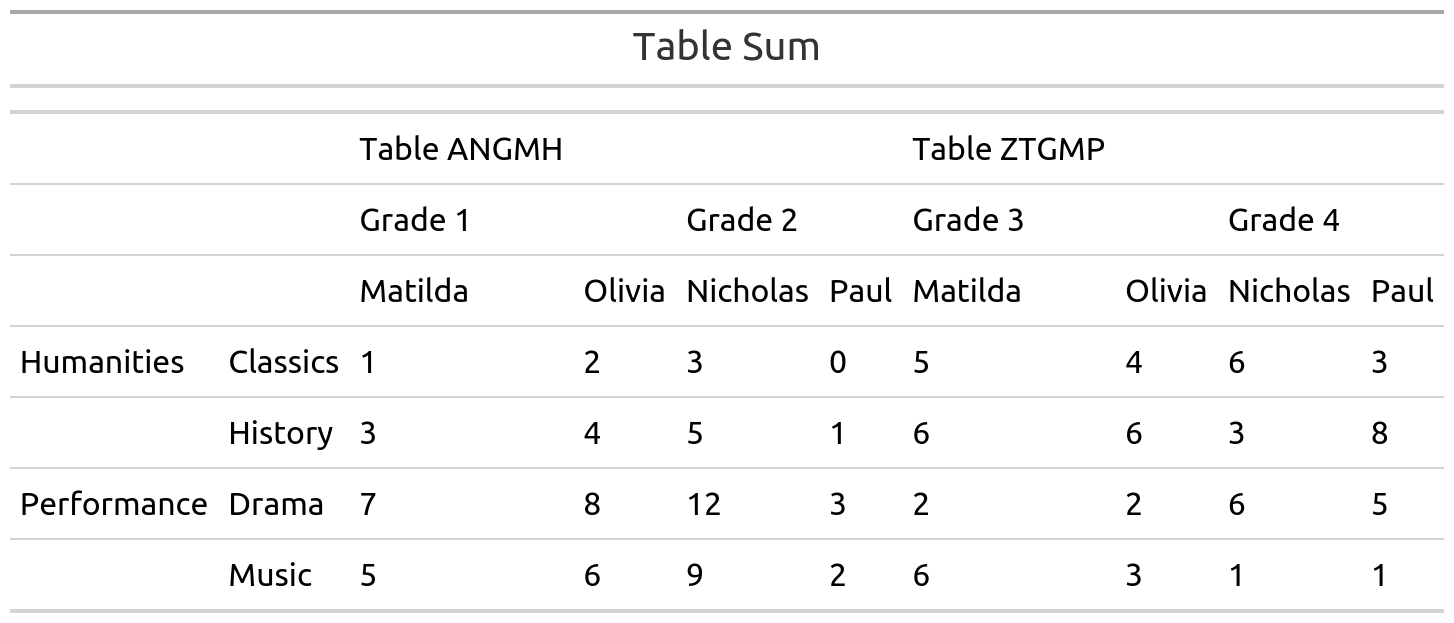 Table Sum
Table ANGMH Table ZTGMP
Grade 1 Grade 2 Grade 3 Grade 4
Matilda Olivia Nicholas Paul Matilda Olivia Nicholas Paul
Humanities Classics 1 2 3 0 5 4 6 3
History 3 4 5 1 6 6 3 8
Performance Drama 7 8 12 3 2 2 6 5
Music 5 6 9 2 6 3 1 1